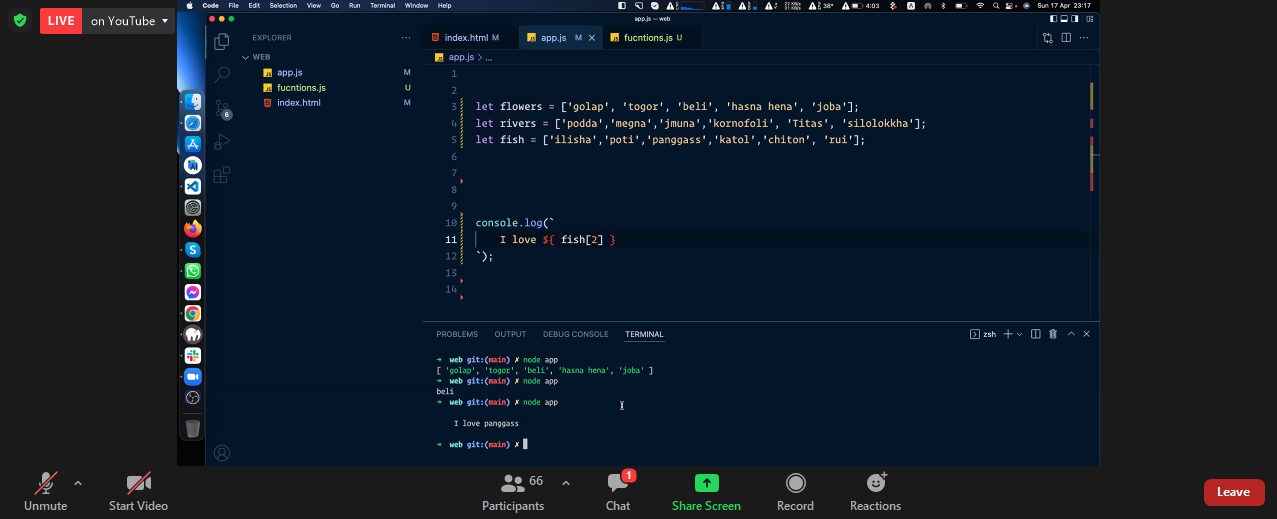 LIVE on YouTube
Code File Edit Selection View Go Run Terminal Window Help
38° 4:03 Sun 17 Apr 23:17
app.js — web
EXPLORER
WEB
app.js M
fucntions.js U
index.html M
6
index.html M app.js M fucntions.js U
app.js > ...
1
2
3 let flowers = ['golap', 'togor', 'beli', 'hasna hena', 'joba'];
4 let rivers = ['podda','megna','jmuna','kornofoli', 'Titas', 'silolokkha'];
5 let fish = ['ilisha','poti','panggass','katol','chiton', 'rui'];
6
7
8
9
10 console.log(`
11 I love ${ fish[2] }
12 `);
13
14
PROBLEMS OUTPUT DEBUG CONSOLE TERMINAL zsh
→ web git:(main) ✗ node app
[ 'golap', 'togor', 'beli', 'hasna hena', 'joba' ]
→ web git:(main) ✗ node app
beli
→ web git:(main) ✗ node app
I love panggass
→ web git:(main) ✗
Unmute
Start Video
66
Participants
1
Chat
Share Screen
Record
Reactions
Leave